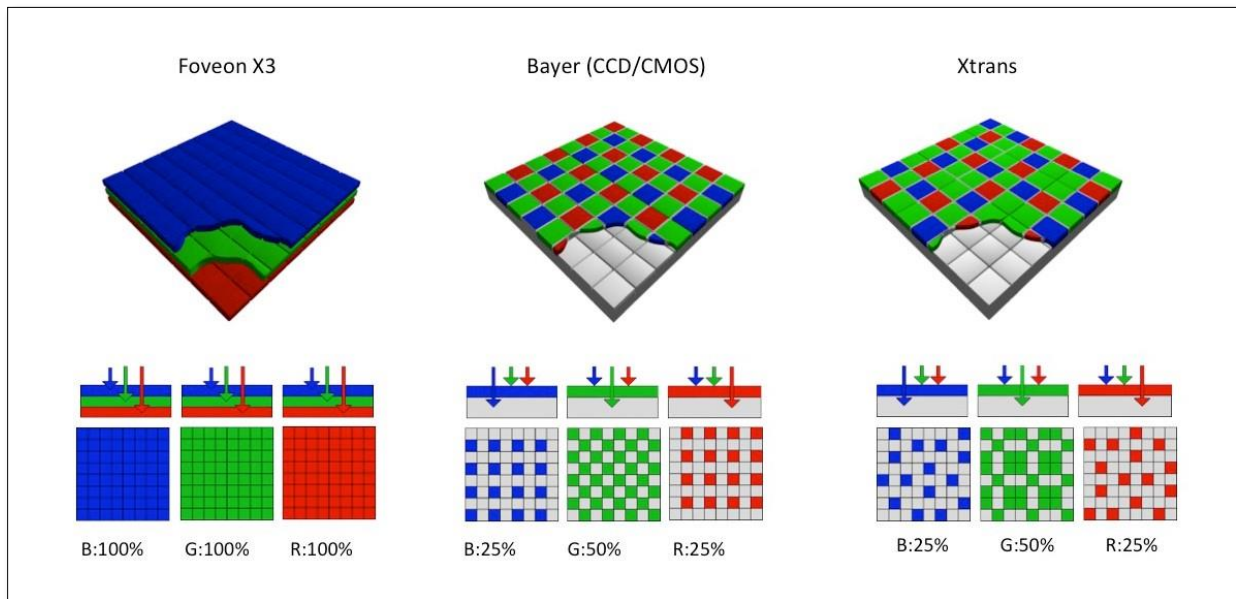 Foveon X3
Bayer (CCD/CMOS)
Xtrans
B:100%
G:100%
R:100%
B:25%
G:50%
R:25%
B:25%
G:50%
R:25%